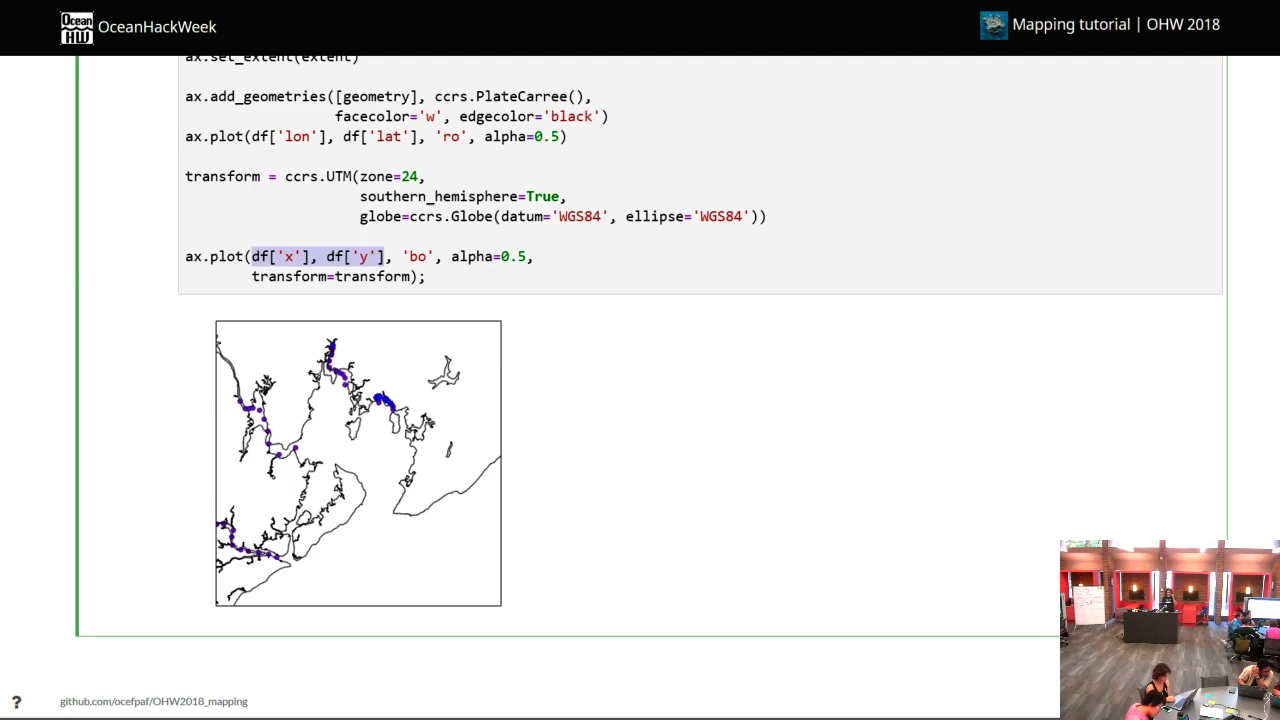 Ocean
HW
OceanHackWeek
Mapping tutorial | OHW 2018
ax.set_extent(extent)
ax.add_geometries([geometry], ccrs.PlateCarree(),
facecolor='w', edgecolor='black')
ax.plot(df['lon'], df['lat'], 'ro', alpha=0.5)
transform = ccrs.UTM(zone=24,
southern_hemisphere=True,
globe=ccrs.Globe(datum='WGS84', ellipse='WGS84'))
ax.plot(df['x'], df['y'], 'bo', alpha=0.5,
transform=transform);
?
github.com/ocefpaf/OHW2018_mapping